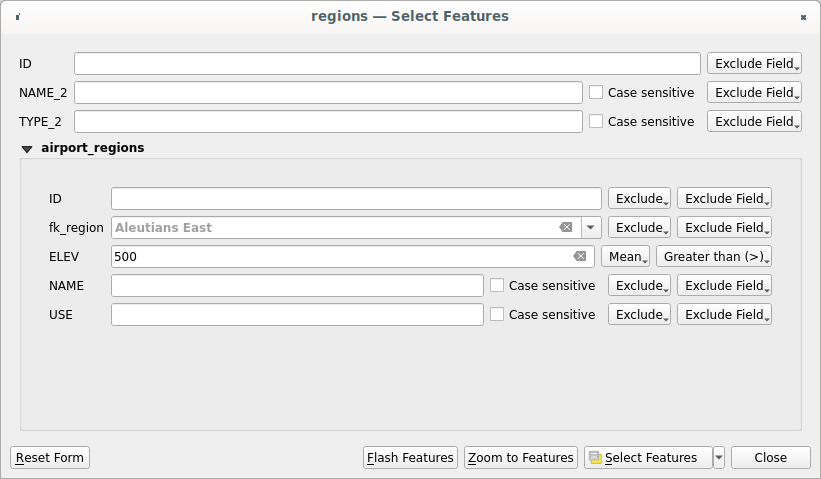 regions — Select Features
ID Exclude Field
NAME_2 Case sensitive Exclude Field
TYPE_2 Case sensitive Exclude Field
airport_regions
ID Exclude Exclude Field
fk_region Aleutians East Exclude Exclude Field
ELEV 500 Mean Greater than (>)
NAME Case sensitive Exclude Exclude Field
USE Case sensitive Exclude Exclude Field
Reset Form Flash Features Zoom to Features Select Features Close